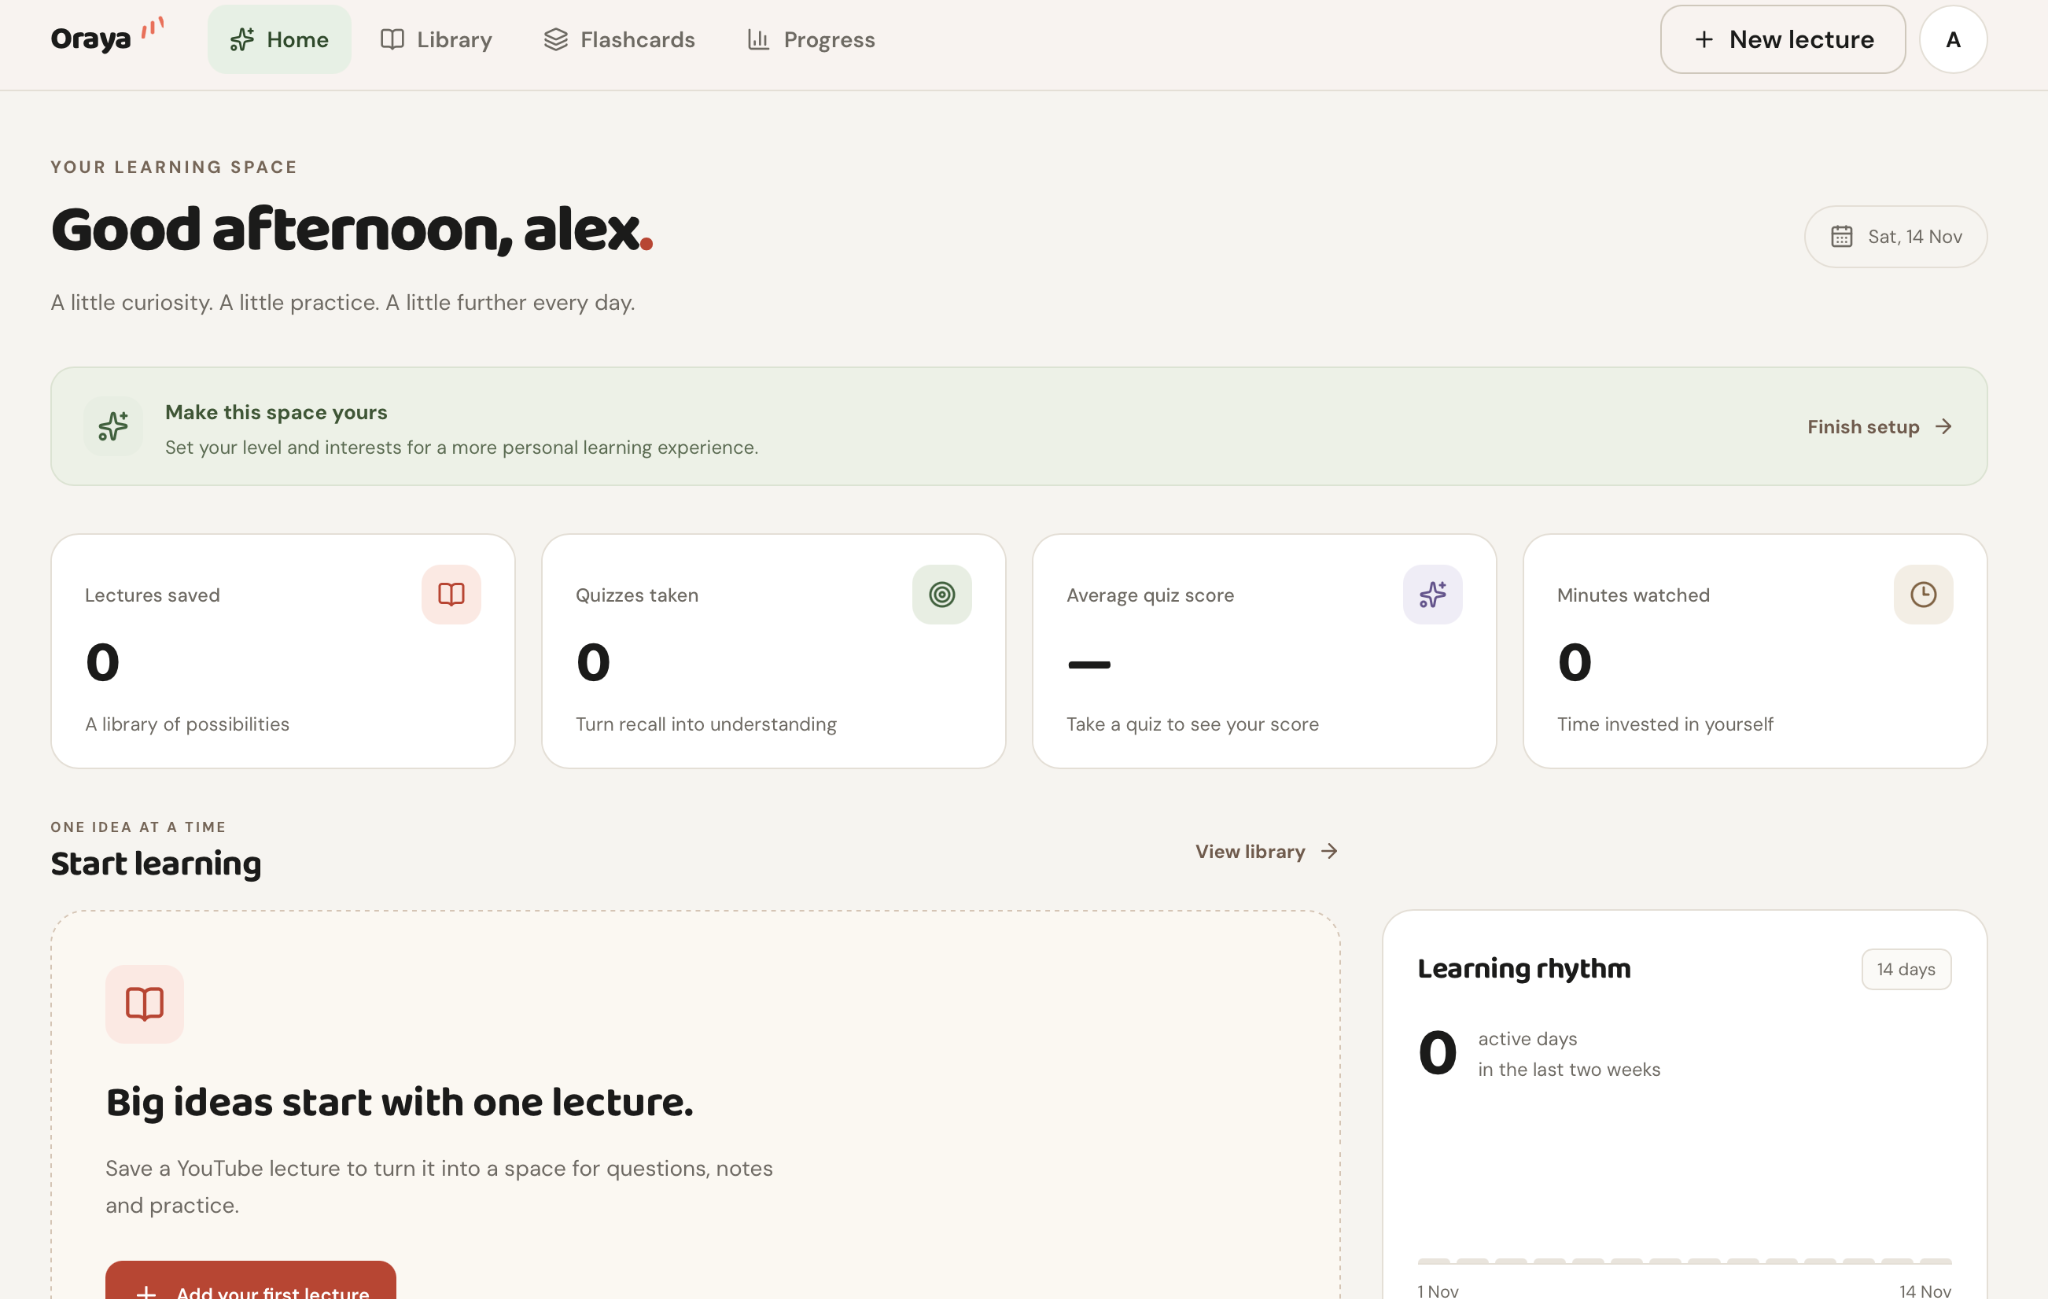 Oraya
Home
Library
Flashcards
Progress
New lecture
A
YOUR LEARNING SPACE
Good afternoon, alex.
Sat, 14 Nov
A little curiosity. A little practice. A little further every day.
Make this space yours
Set your level and interests for a more personal learning experience.
Finish setup
Lectures saved
0
A library of possibilities
Quizzes taken
0
Turn recall into understanding
Average quiz score
—
Take a quiz to see your score
Minutes watched
0
Time invested in yourself
ONE IDEA AT A TIME
Start learning
View library
Big ideas start with one lecture.
Save a YouTube lecture to turn it into a space for questions, notes
and practice.
Add your first lecture
Learning rhythm
14 days
0
active days
in the last two weeks
1 Nov
14 Nov